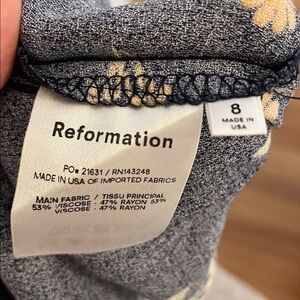 Reformation
PO# 21631 / RN143248
MADE IN USA OF IMPORTED FABRICS
MAIN FABRIC / TISSU PRINCIPAL
53% VISCOSE - 47% RAYON 53%
VISCOSE - 47% RAYON
8
MADE IN
USA